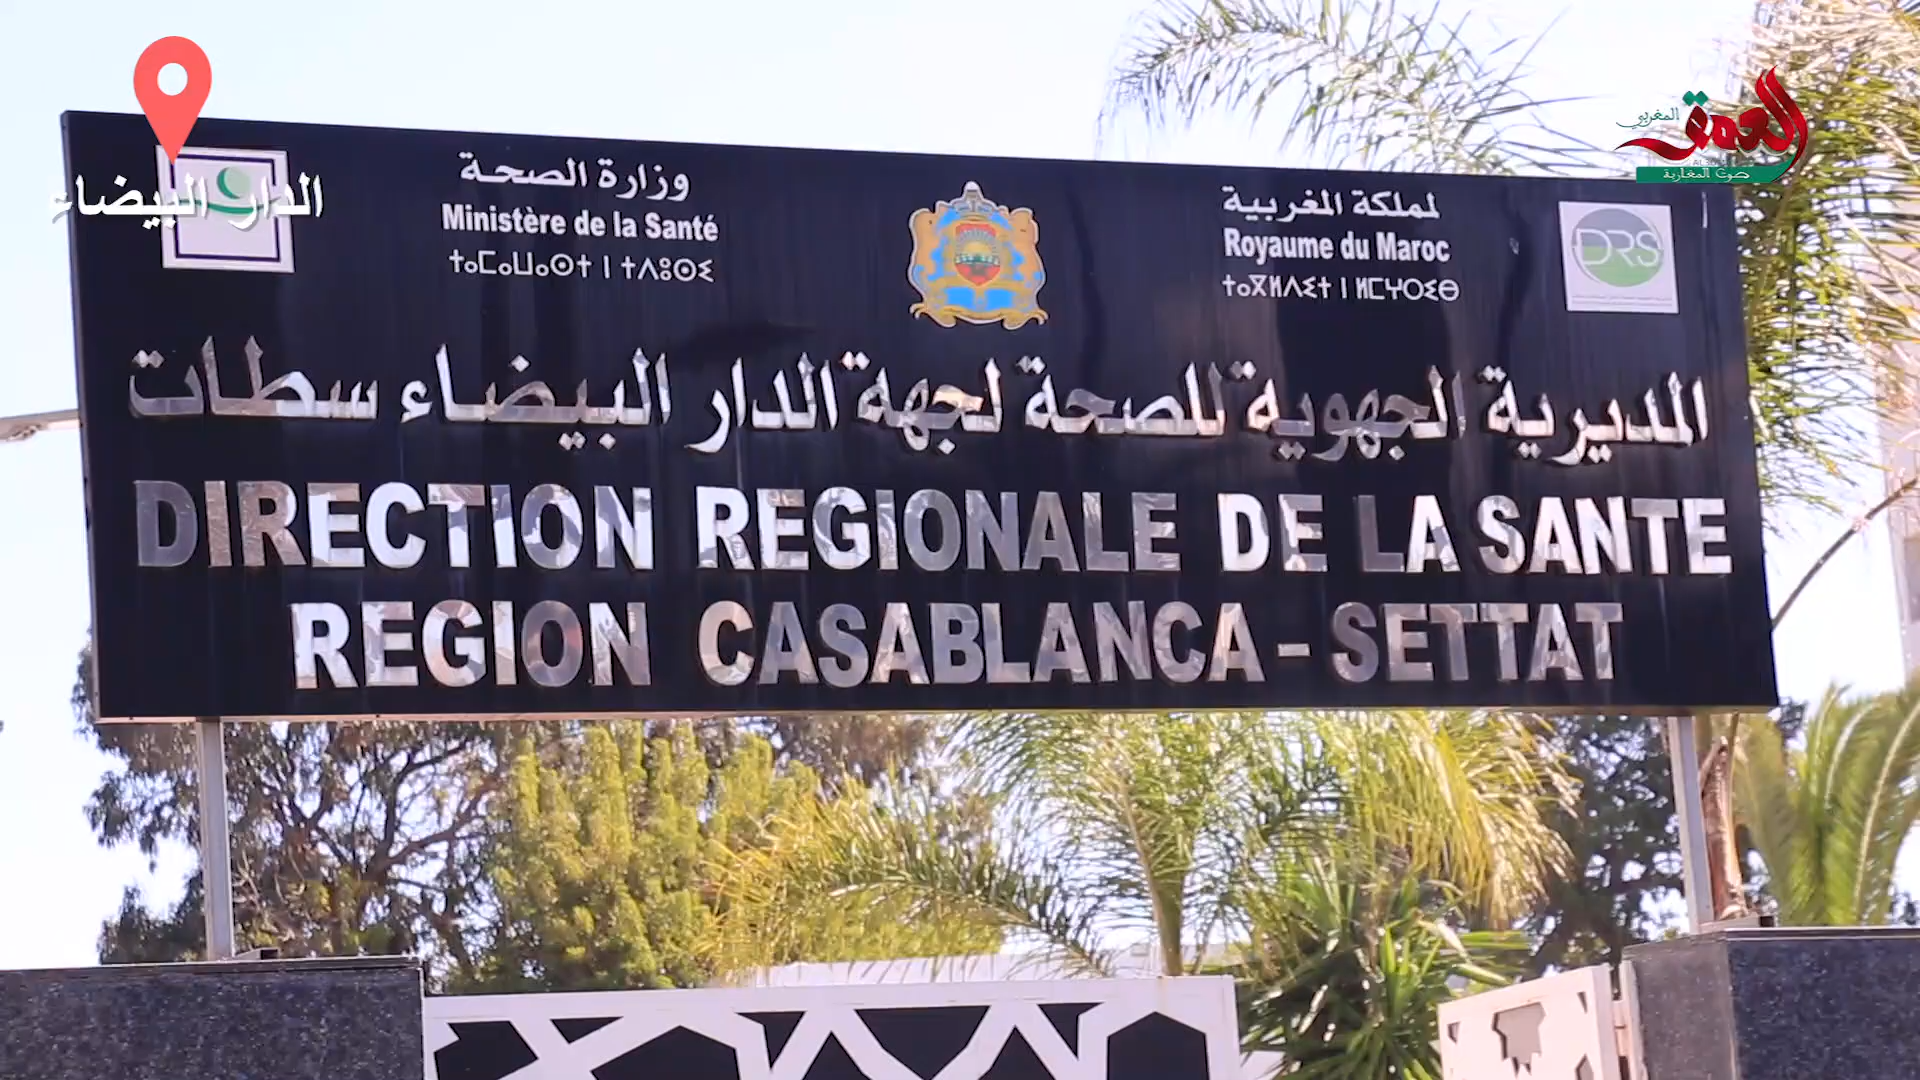 المغربي
العمق
صوت المغاربة
الدار البيضاء
وزارة الصحة
Ministère de la Santé
ⵜⴰⵎⴰⵡⴰⵙⵜ ⵏ ⵜⴷⵓⵙⵉ
لمملكة المغربية
Royaume du Maroc
ⵜⴰⴳⵍⴷⵉⵜ ⵏ ⵍⵎⵖⵔⵉⴱ
DRS
المديرية الجهوية للصحة لجهة الدار البيضاء سطات
DIRECTION REGIONALE DE LA SANTE
REGION CASABLANCA - SETTAT